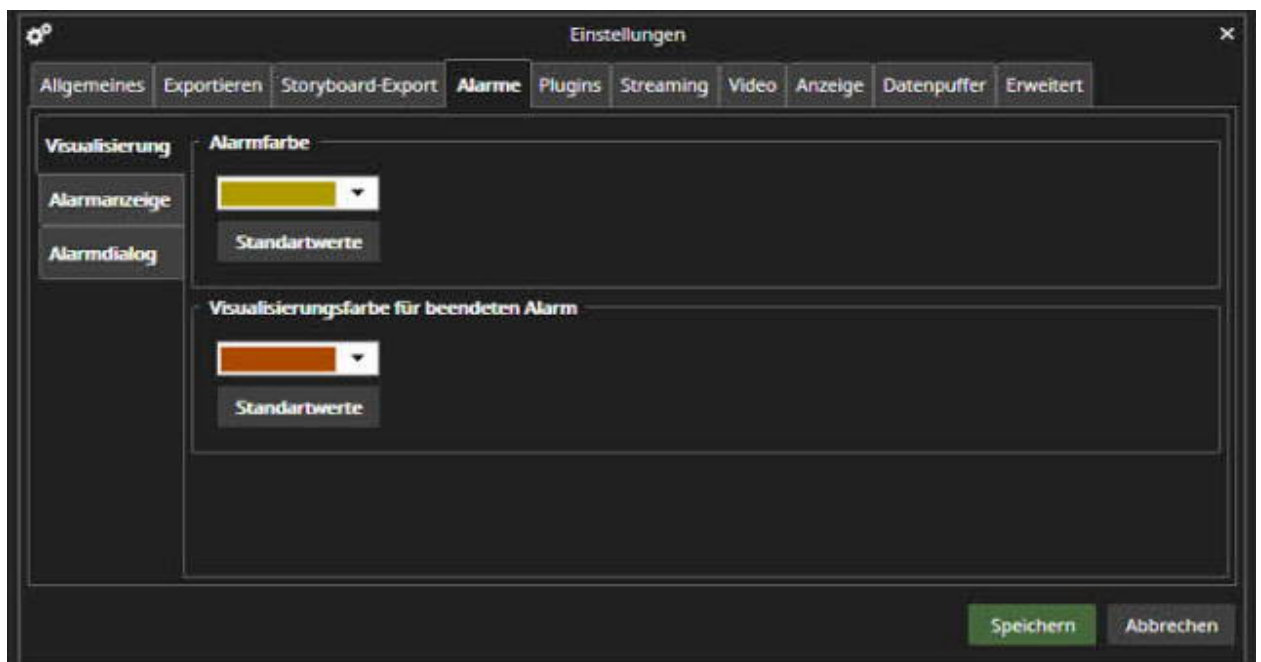 Einstellungen
Allgemeines Exportieren Storyboard-Export Alarme Plugins Streaming Video Anzeige Datenpuffer Erweitert
Visualisierung
Alarmanzeige
Alarmdialog
Alarmfarbe
Standartwerte
Visualisierungsfarbe für beendeten Alarm
Standartwerte
Speichern Abbrechen